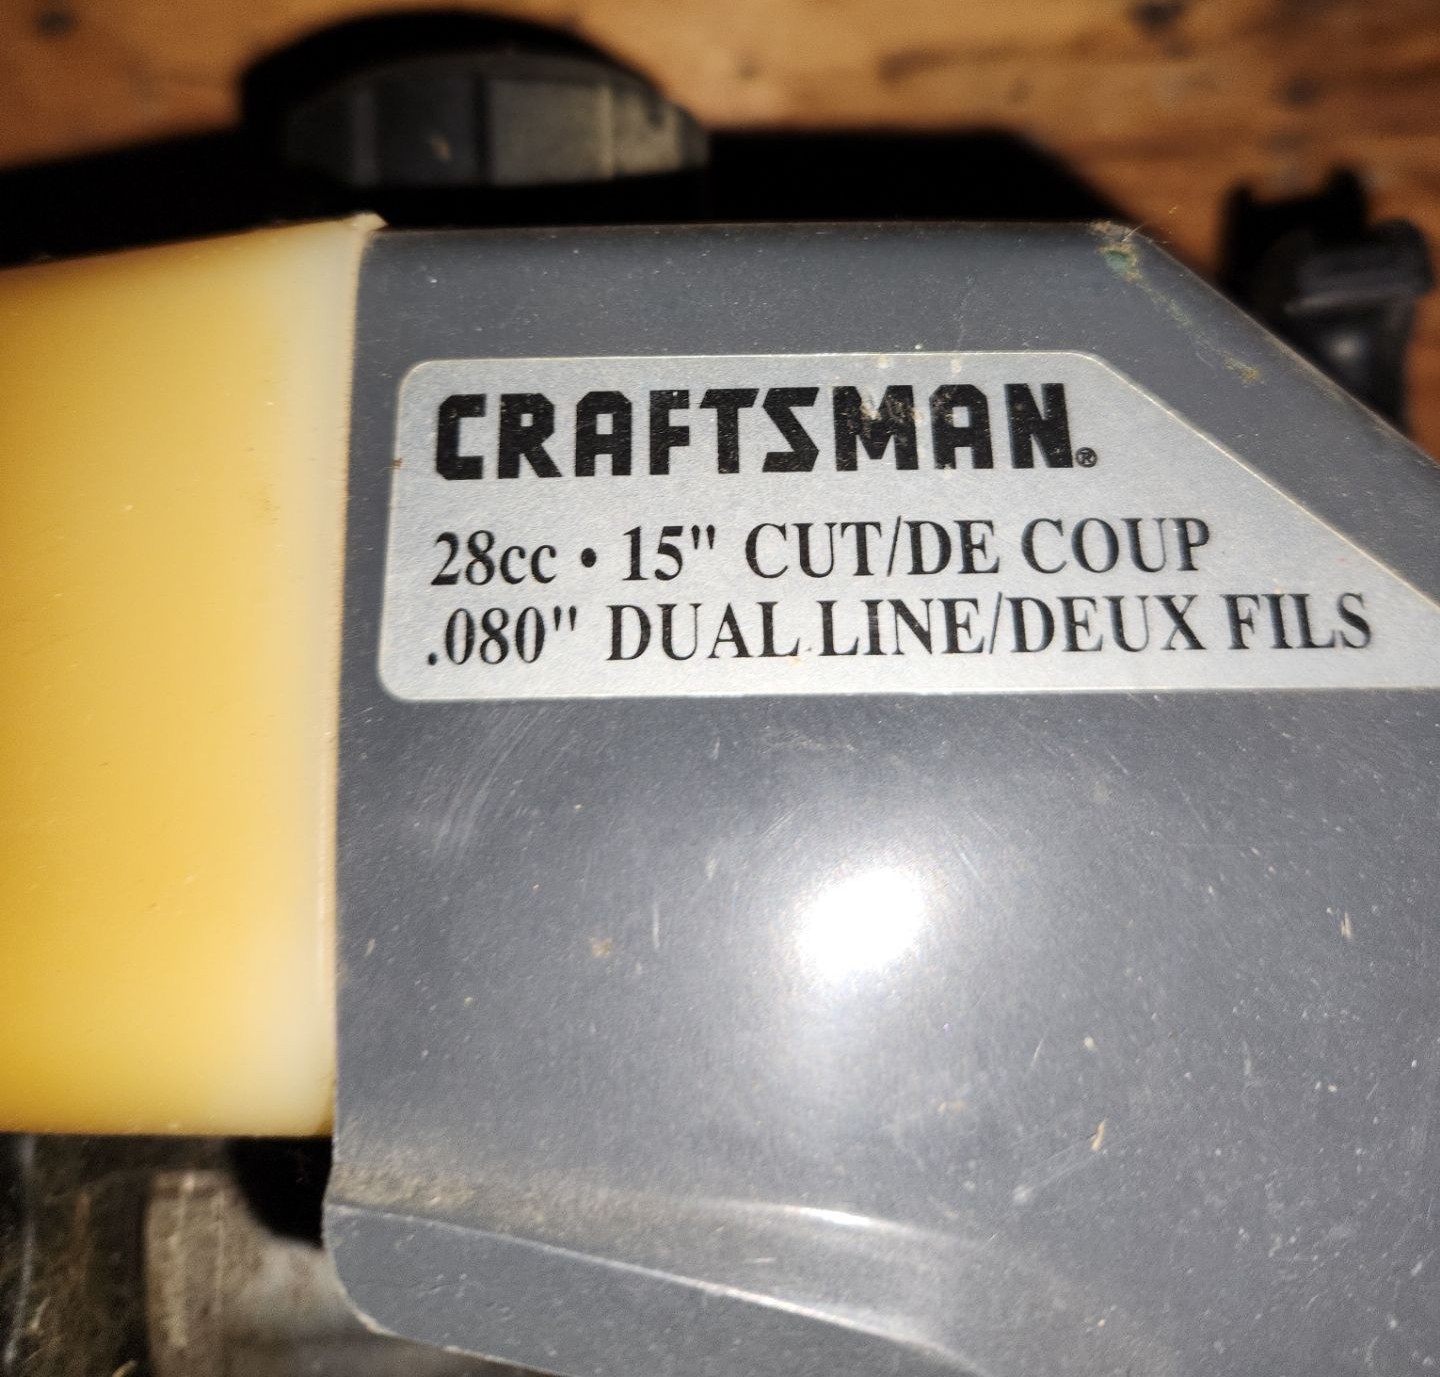 CRAFTSMAN®
28cc • 15" CUT/DE COUP
.080" DUAL LINE/DEUX FILS